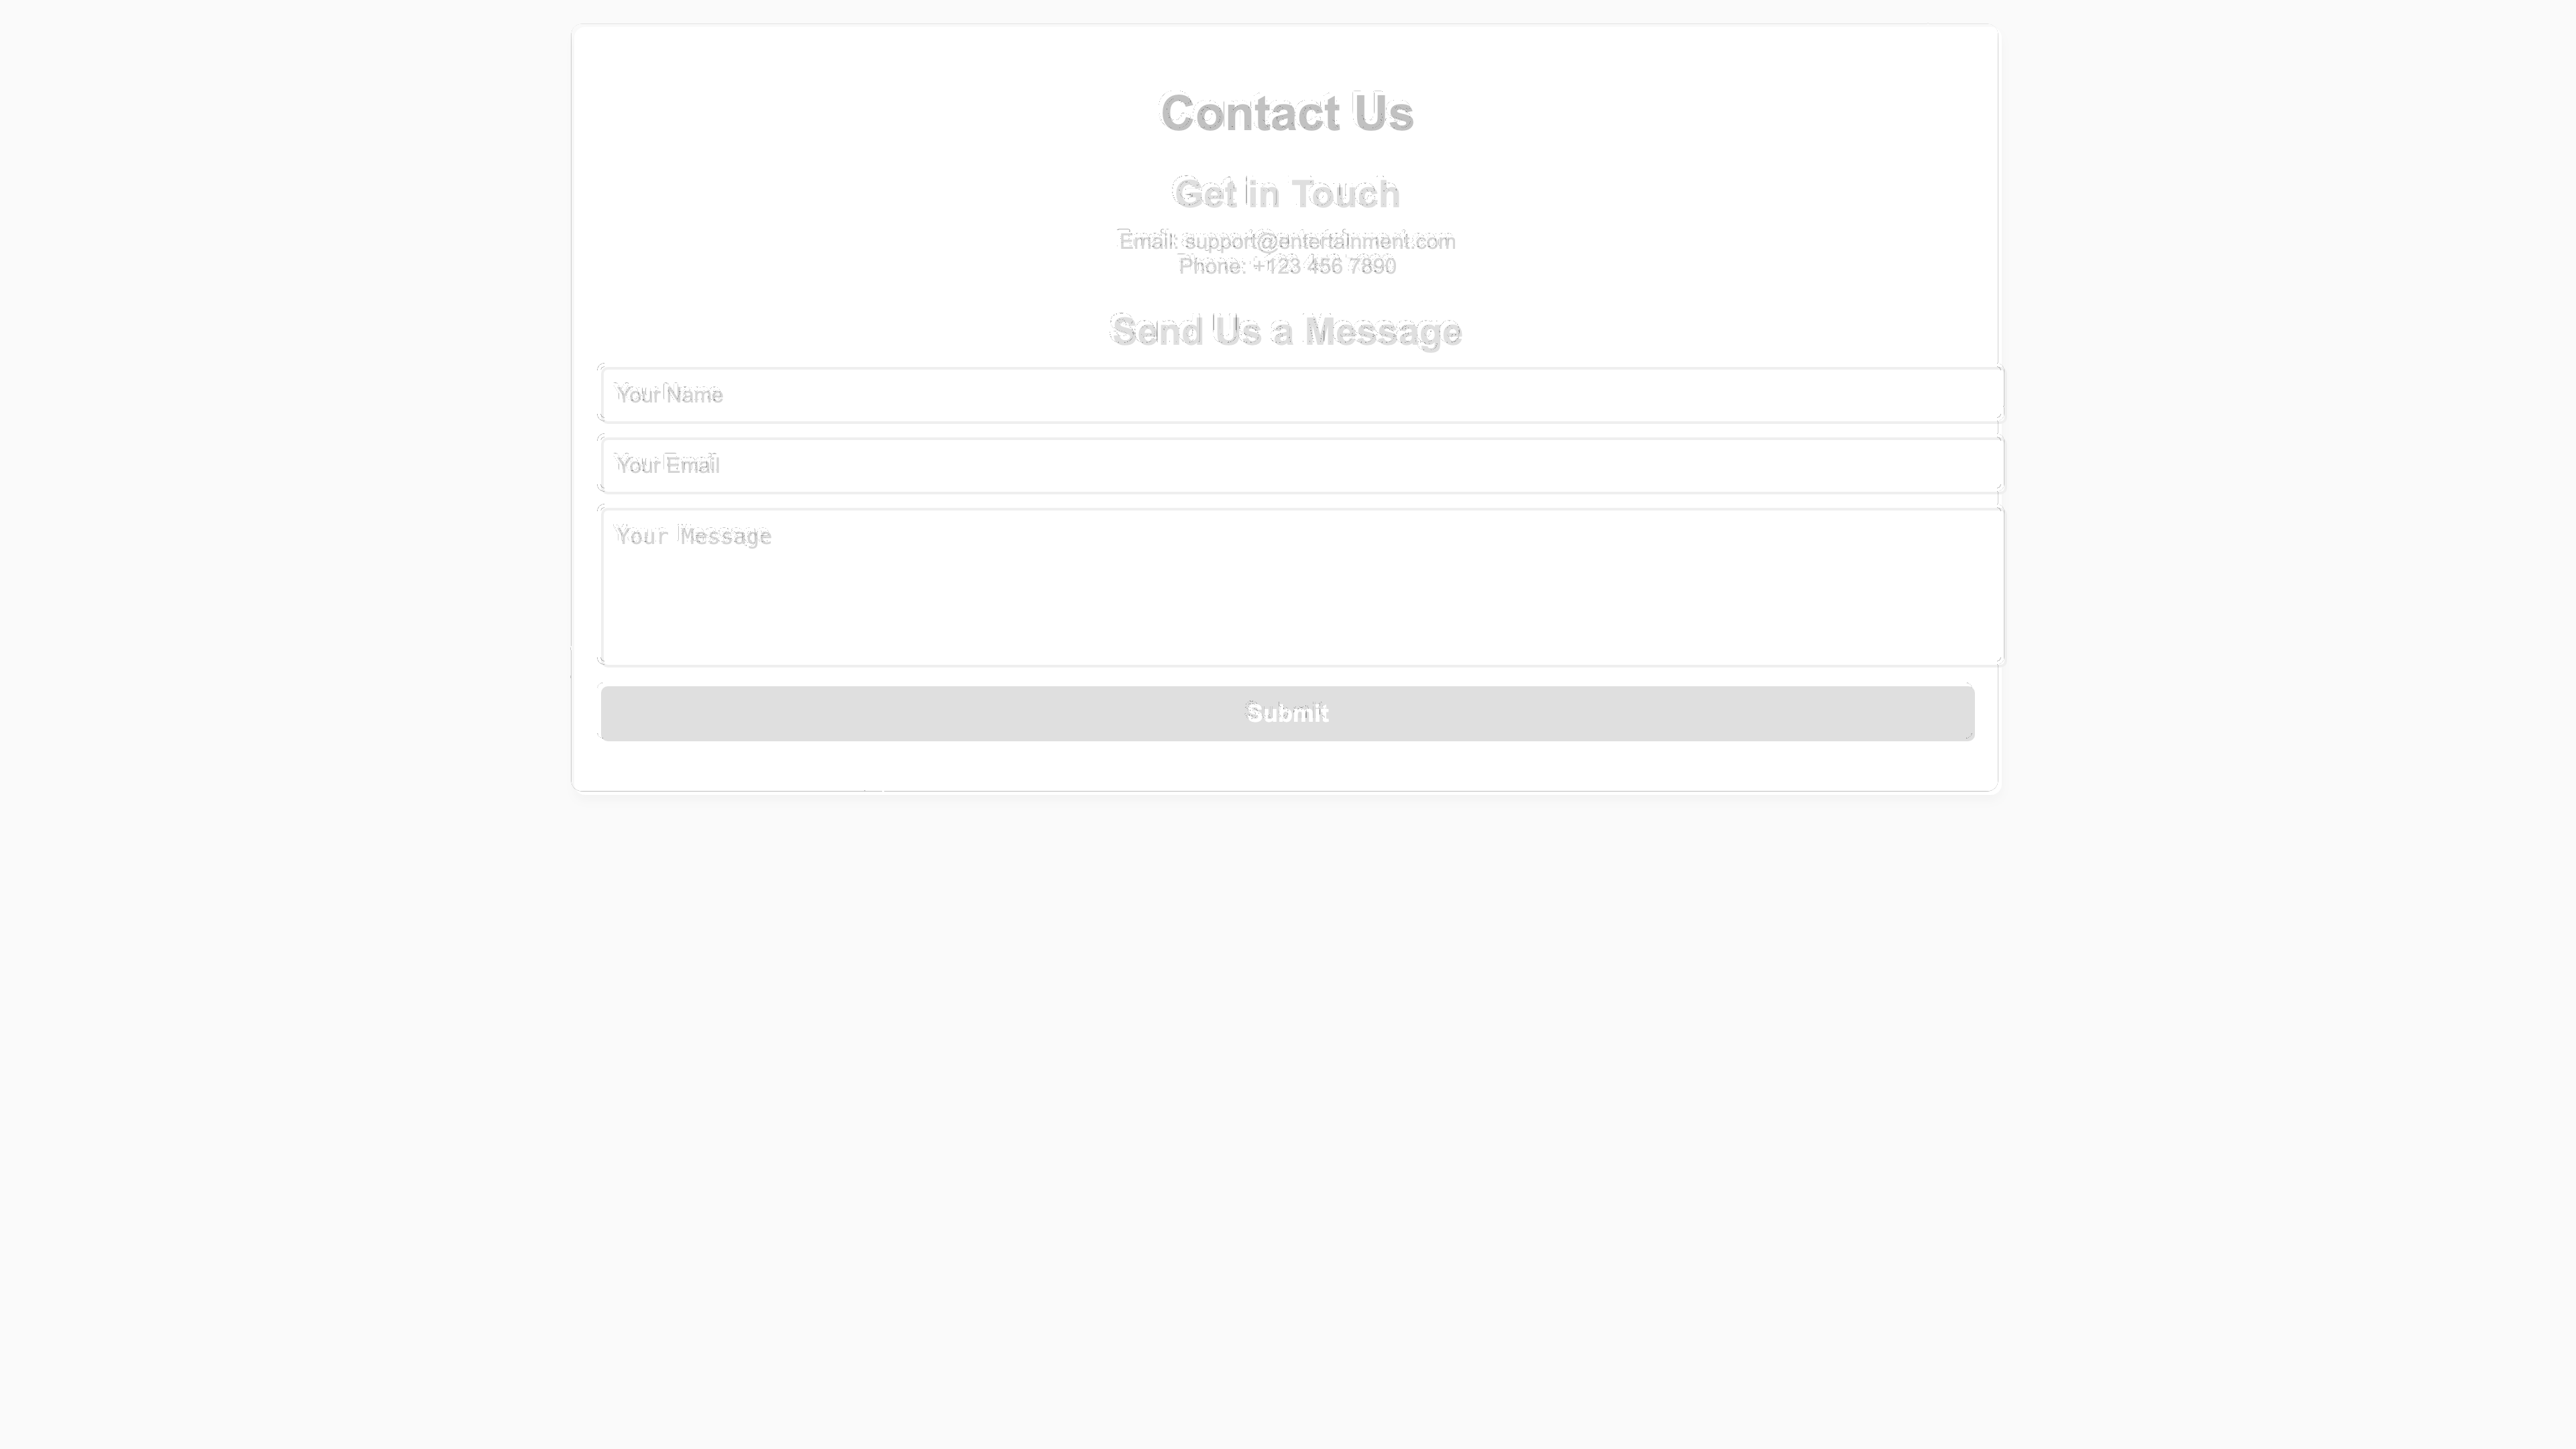 Contact Us
Get in Touch
Email: support@entertainment.com
Phone: +123 456 7890
Send Us a Message
Your Name
Your Email
Your Message
Submit